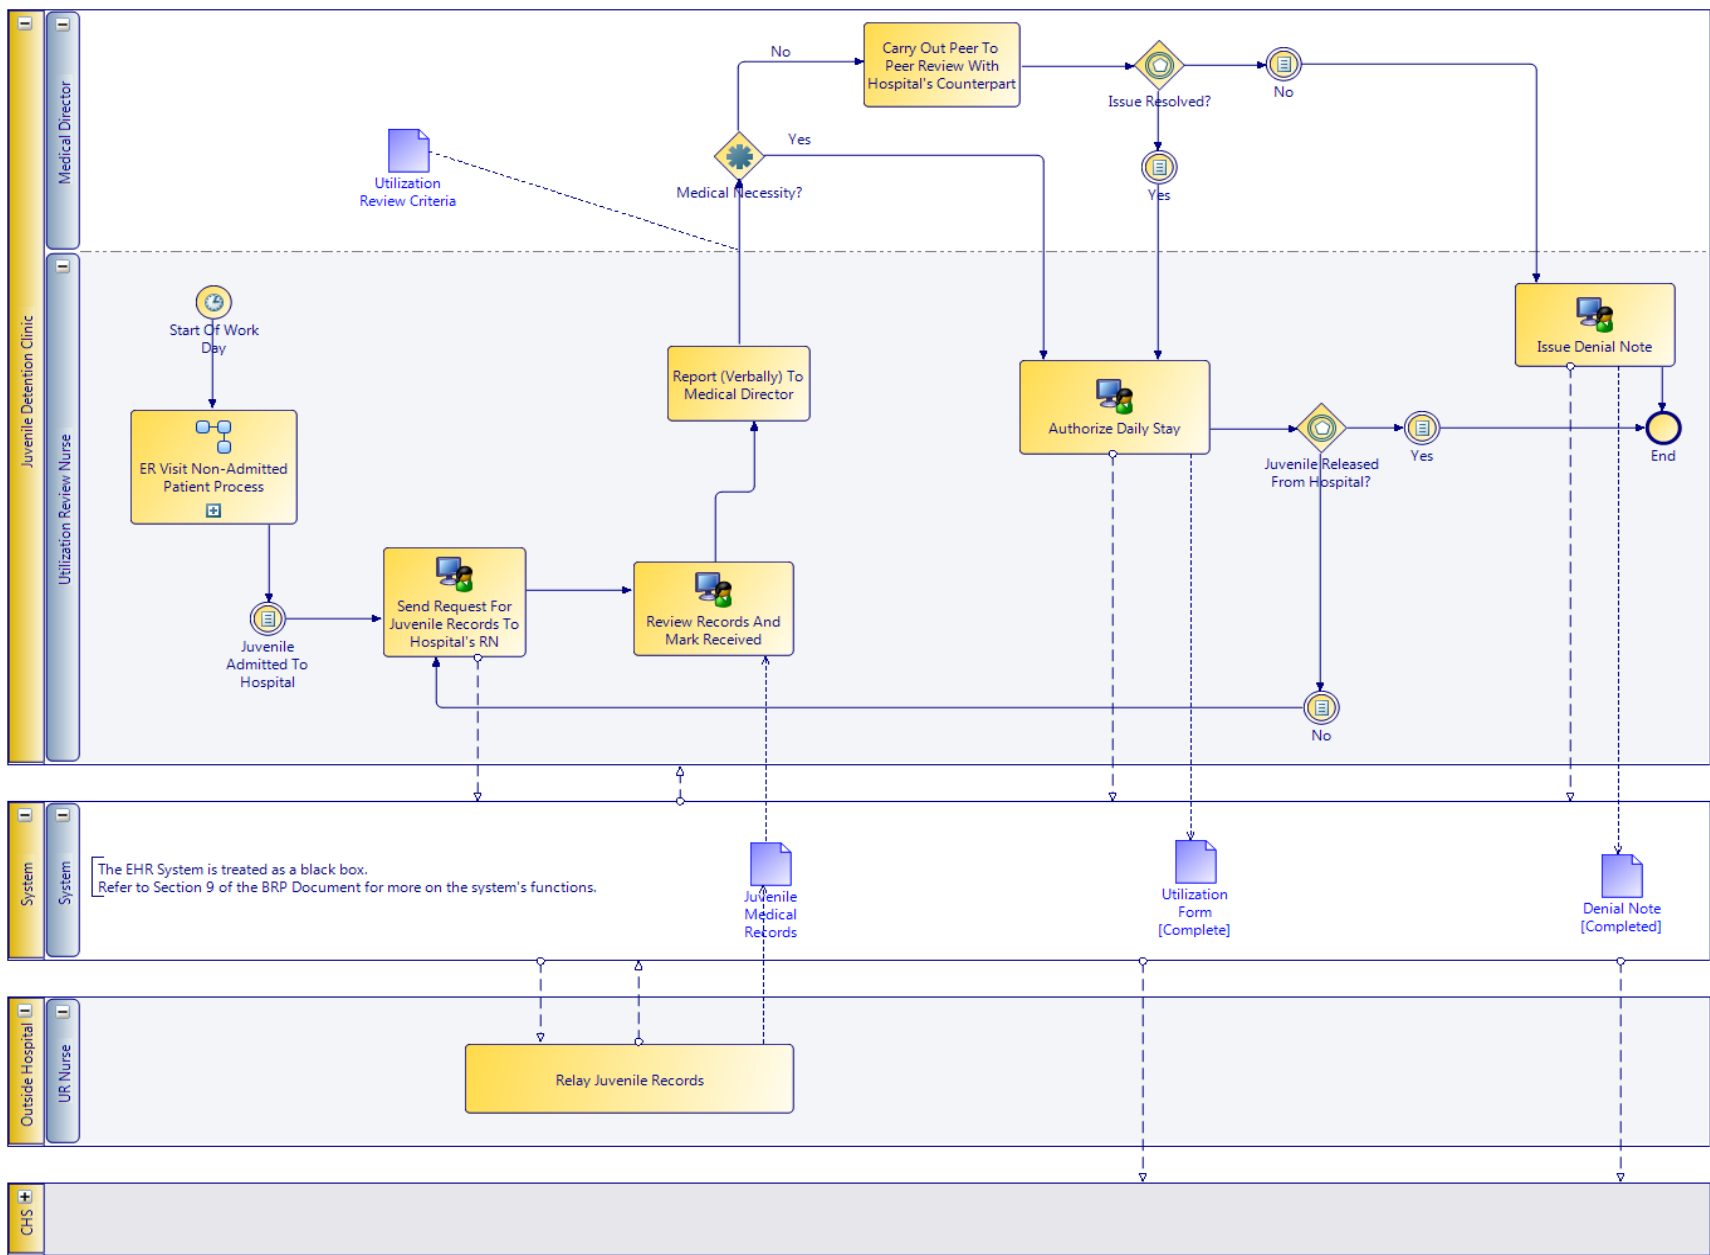 Juvenile Detention Clinic
Medical Director
No
Carry Out Peer To
Peer Review With
Hospital's Counterpart
Issue Resolved?
No
Yes
Utilization
Review Criteria
Yes
Medical Necessity?
Utilization Review Nurse
Start Of Work
Day
ER Visit Non-Admitted
Patient Process
Juvenile
Admitted To
Hospital
Send Request For
Juvenile Records To
Hospital's RN
Review Records And
Mark Received
Report (Verbally) To
Medical Director
Authorize Daily Stay
Juvenile Released
From Hospital?
Yes
No
Issue Denial Note
End
System
System
The EHR System is treated as a black box.
Refer to Section 9 of the BRP Document for more on the system's functions.
Juvenile
Medical
Records
Utilization
Form
[Complete]
Denial Note
[Completed]
Outside Hospital
UR Nurse
Relay Juvenile Records
CHS